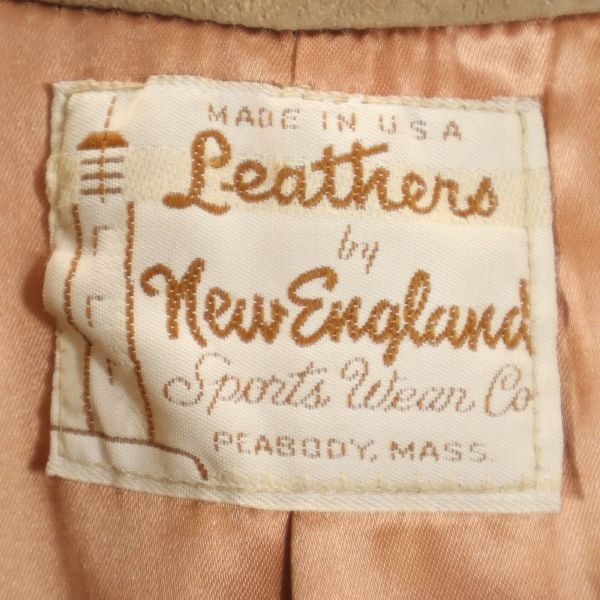 MADE IN USA
Leathers
by
New England
Sports Wear Co
PEABODY, MASS.